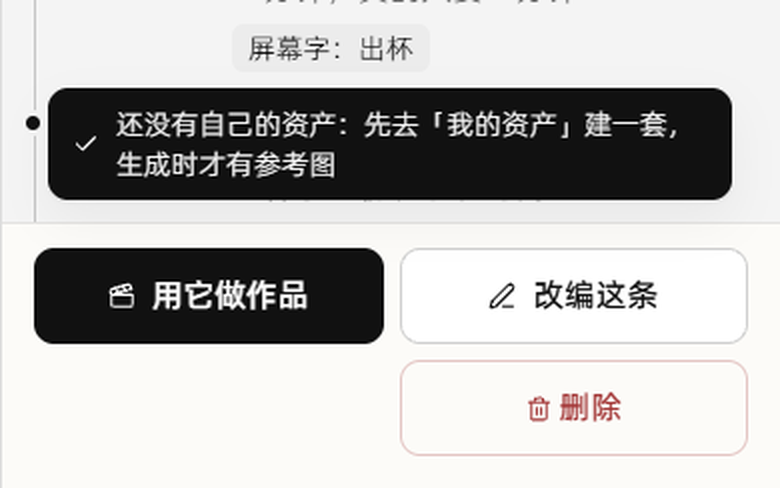 屏幕字：出杯
还没有自己的资产：先去「我的资产」建一套，
生成时才有参考图
用它做作品
改编这条
删除